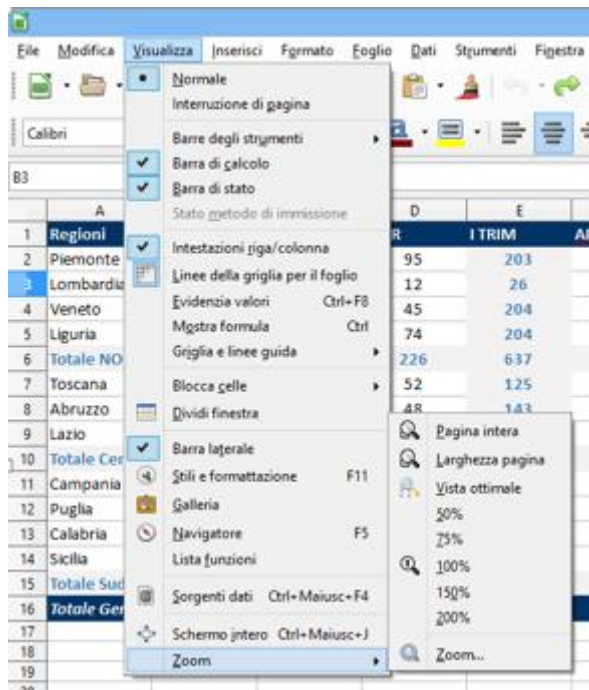 File Modifica Visualizza Inserisci Formato Foglio Dati Strumenti Finestra
Normale
Interruzione di pagina
Calibri
Barre degli strumenti
Barra di calcolo
B3
Barra di stato
Stato metodo di immissione
A D E
1 Regioni R I TRIM
Intestazioni riga/colonna
2 Piemonte 95 203
Linee della griglia per il foglio
3 Lombardia 12 26
Evidenzia valori Ctrl+F8
4 Veneto 45 204
Mostra formula Ctrl
5 Liguria 74 204
Griglia e linee guida
6 Totale NO 226 637
7 Toscana 52 125
Blocca celle
8 Abruzzo 48 143
Dividi finestra
9 Lazio
Pagina intera
Barra laterale
10 Totale Cer
Larghezza pagina
Stili e formattazione F11
11 Campania
Vista ottimale
Galleria
12 Puglia
50%
Navigatore F5
13 Calabria
75%
Lista funzioni
14 Sicilia
100%
15 Totale Sud
150%
Sorgenti dati Ctrl+Maiusc+F4
16 Totale Ger
200%
17
Schermo intero Ctrl+Maiusc+J
18
Zoom
Zoom...
19